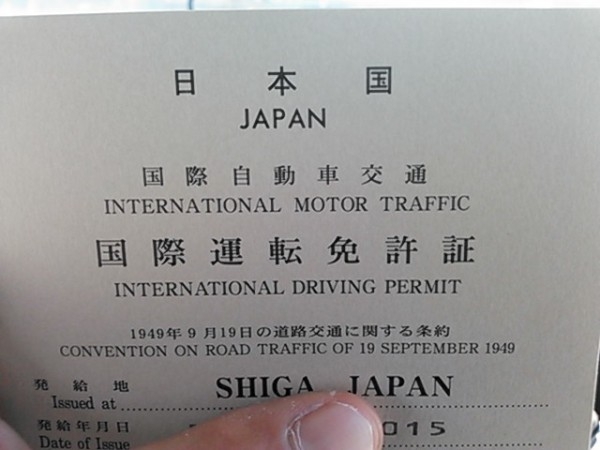 日本国
JAPAN
国際自動車交通
INTERNATIONAL MOTOR TRAFFIC
国際運転免許証
INTERNATIONAL DRIVING PERMIT
1949年9月19日の道路交通に関する条約
CONVENTION ON ROAD TRAFFIC OF 19 SEPTEMBER 1949
発給地 SHIGA JAPAN
Issued at
発給年月日 015
Date of Issue